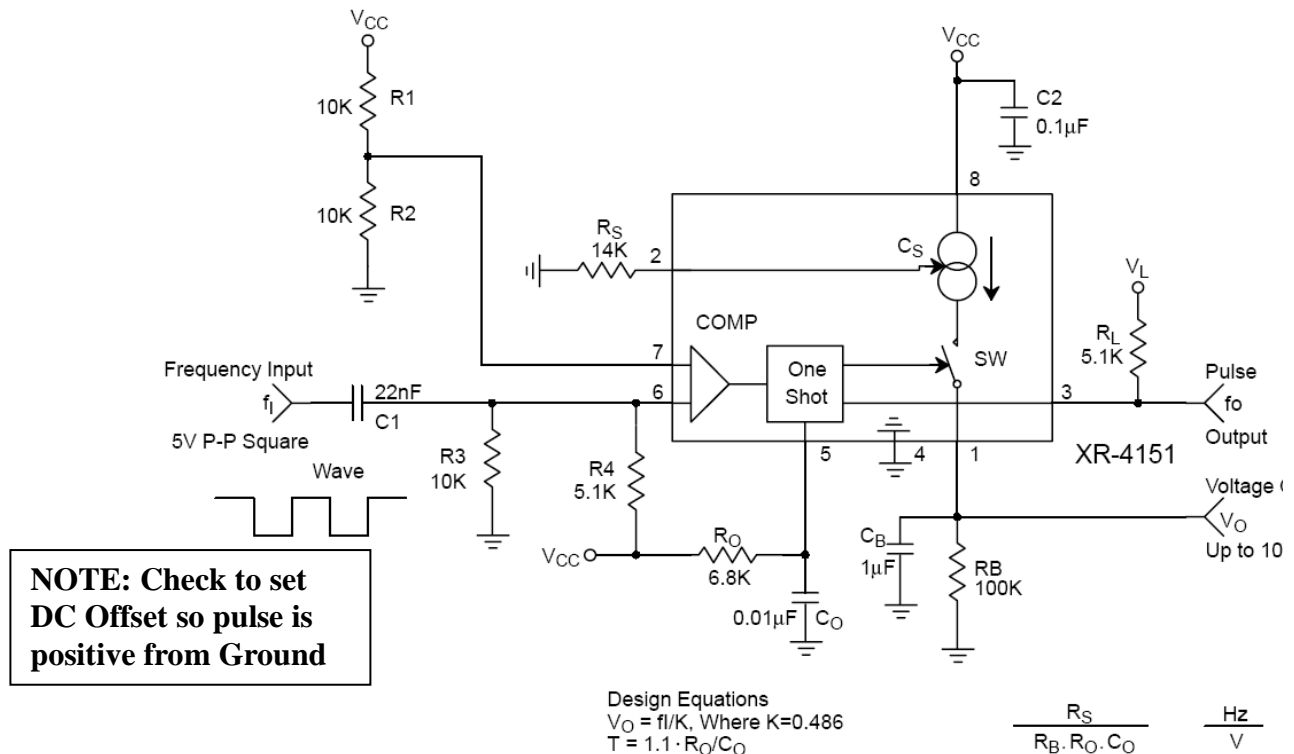 VCC
10K R1
10K R2
VCC
C2
0.1µF
8
RS
14K
2
CS
COMP
7
6
One
Shot
SW
VL
RL
5.1K
3
Pulse
fo
Output
5
4
1
XR-4151
Frequency Input
fI
22nF
C1
5V P-P Square
Wave
R3
10K
R4
5.1K
VCC
RO
6.8K
0.01µF CO
CB
1µF
RB
100K
Voltage
VO
Up to 10
NOTE: Check to set
DC Offset so pulse is
positive from Ground
Design Equations
VO = fI/K, Where K=0.486
RS
RB.RO.CO
Hz
V
T = 1.1·RO/CO